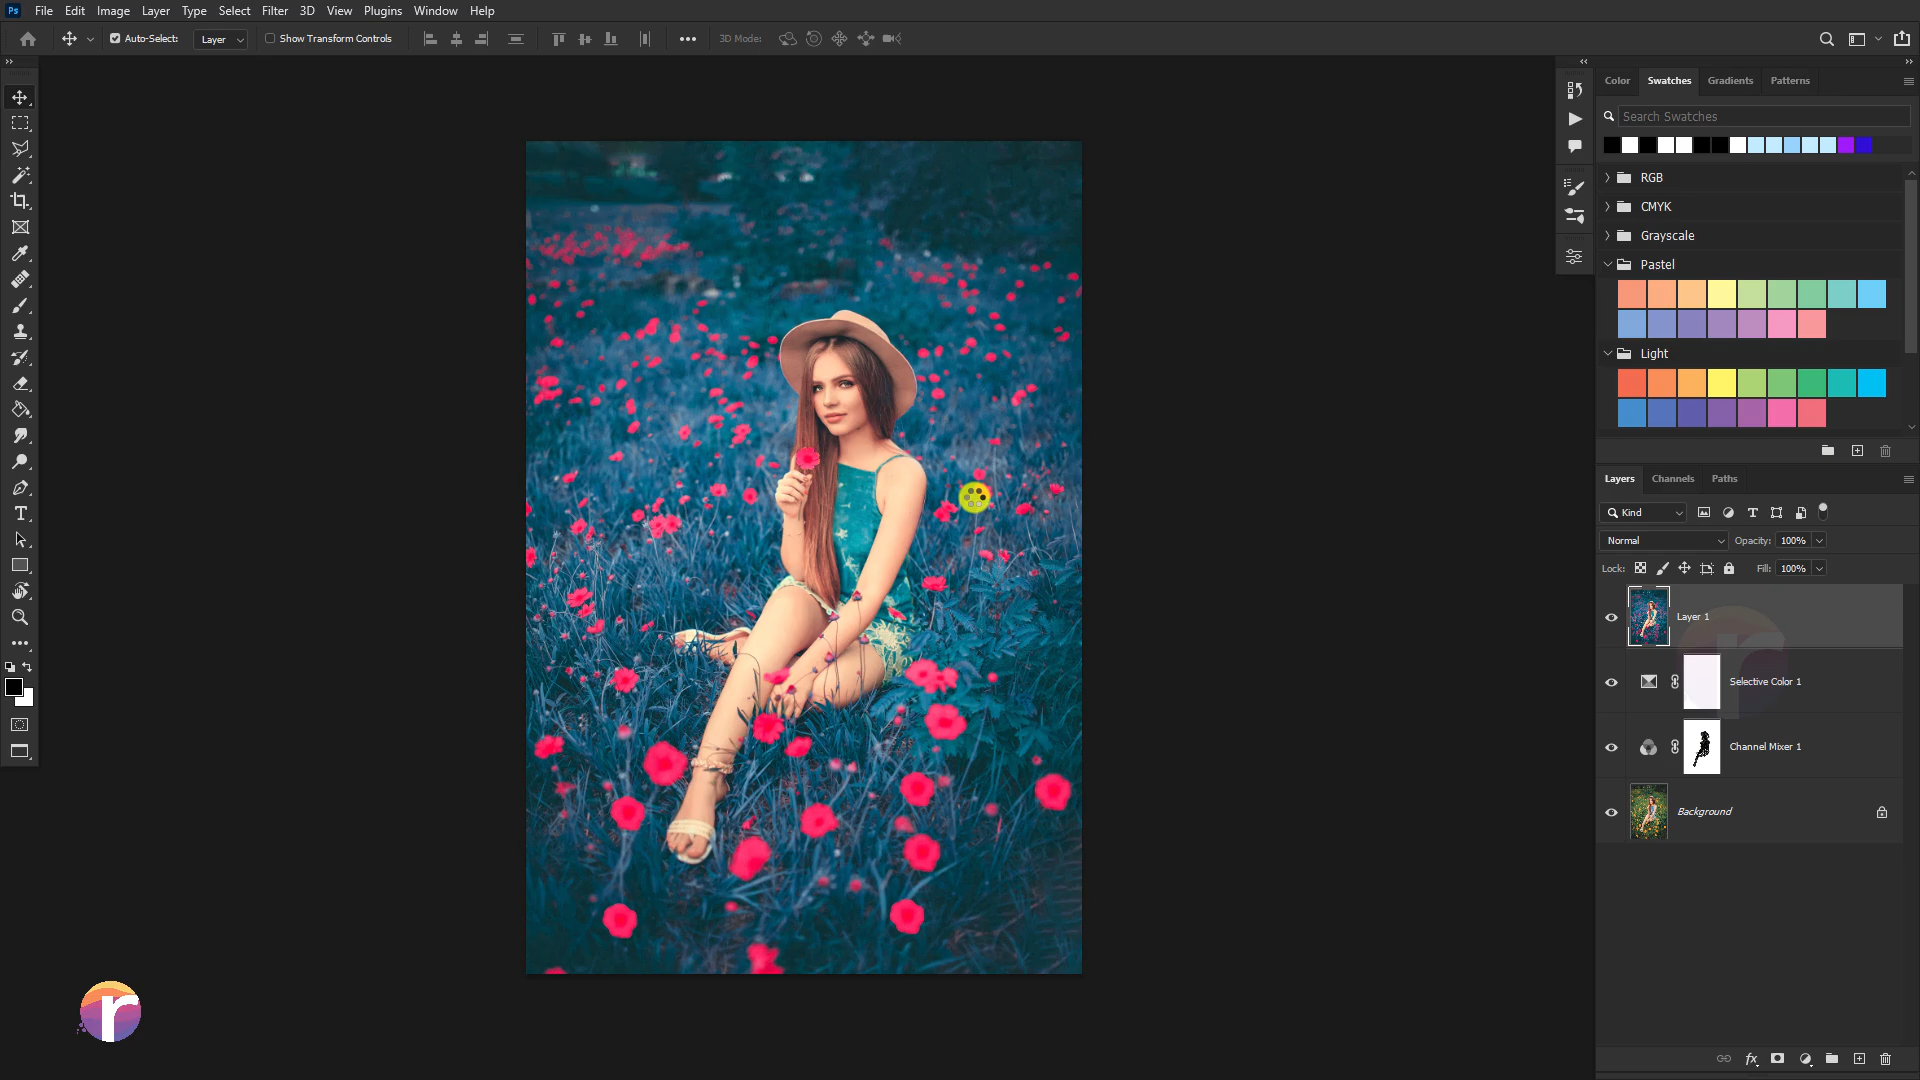 Ps File Edit Image Layer Type Select Filter 3D View Plugins Window Help
Auto-Select: Layer Show Transform Controls 3D Mode:
Color Swatches Gradients Patterns
Search Swatches
RGB
CMYK
Grayscale
Pastel
Light
Layers Channels Paths
Kind
Normal Opacity: 100%
Lock: Fill: 100%
Layer 1
Selective Color 1
Channel Mixer 1
Background
fx
r